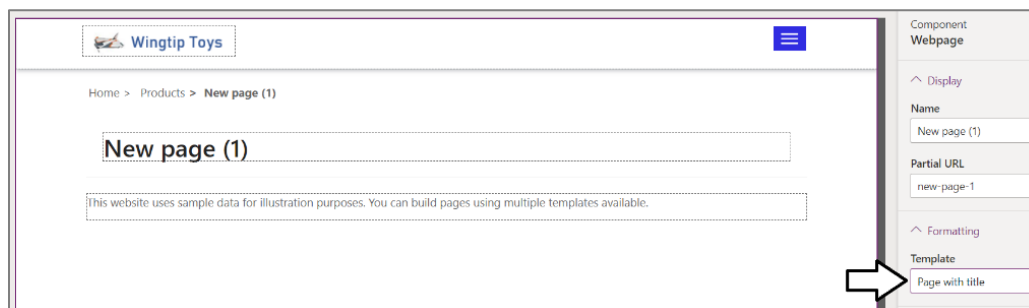 Wingtip Toys
Home > Products > New page (1)
New page (1)
This website uses sample data for illustration purposes. You can build pages using multiple templates available.
Component
Webpage
Display
Name
New page (1)
Partial URL
new-page-1
Formatting
Template
Page with title